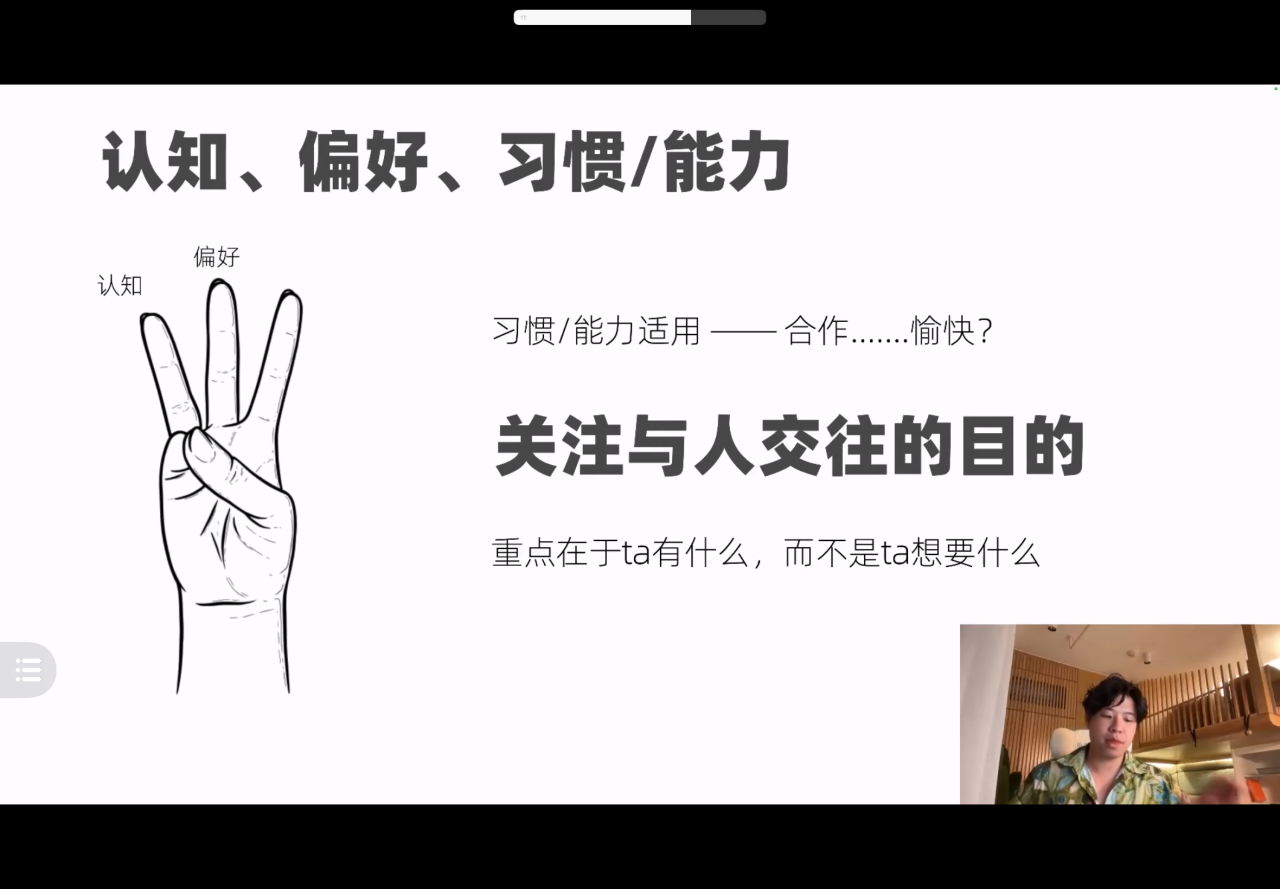 认知、偏好、习惯/能力
偏好
认知
习惯/能力适用 —— 合作.......愉快？
关注与人交往的目的
重点在于ta有什么，而不是ta想要什么